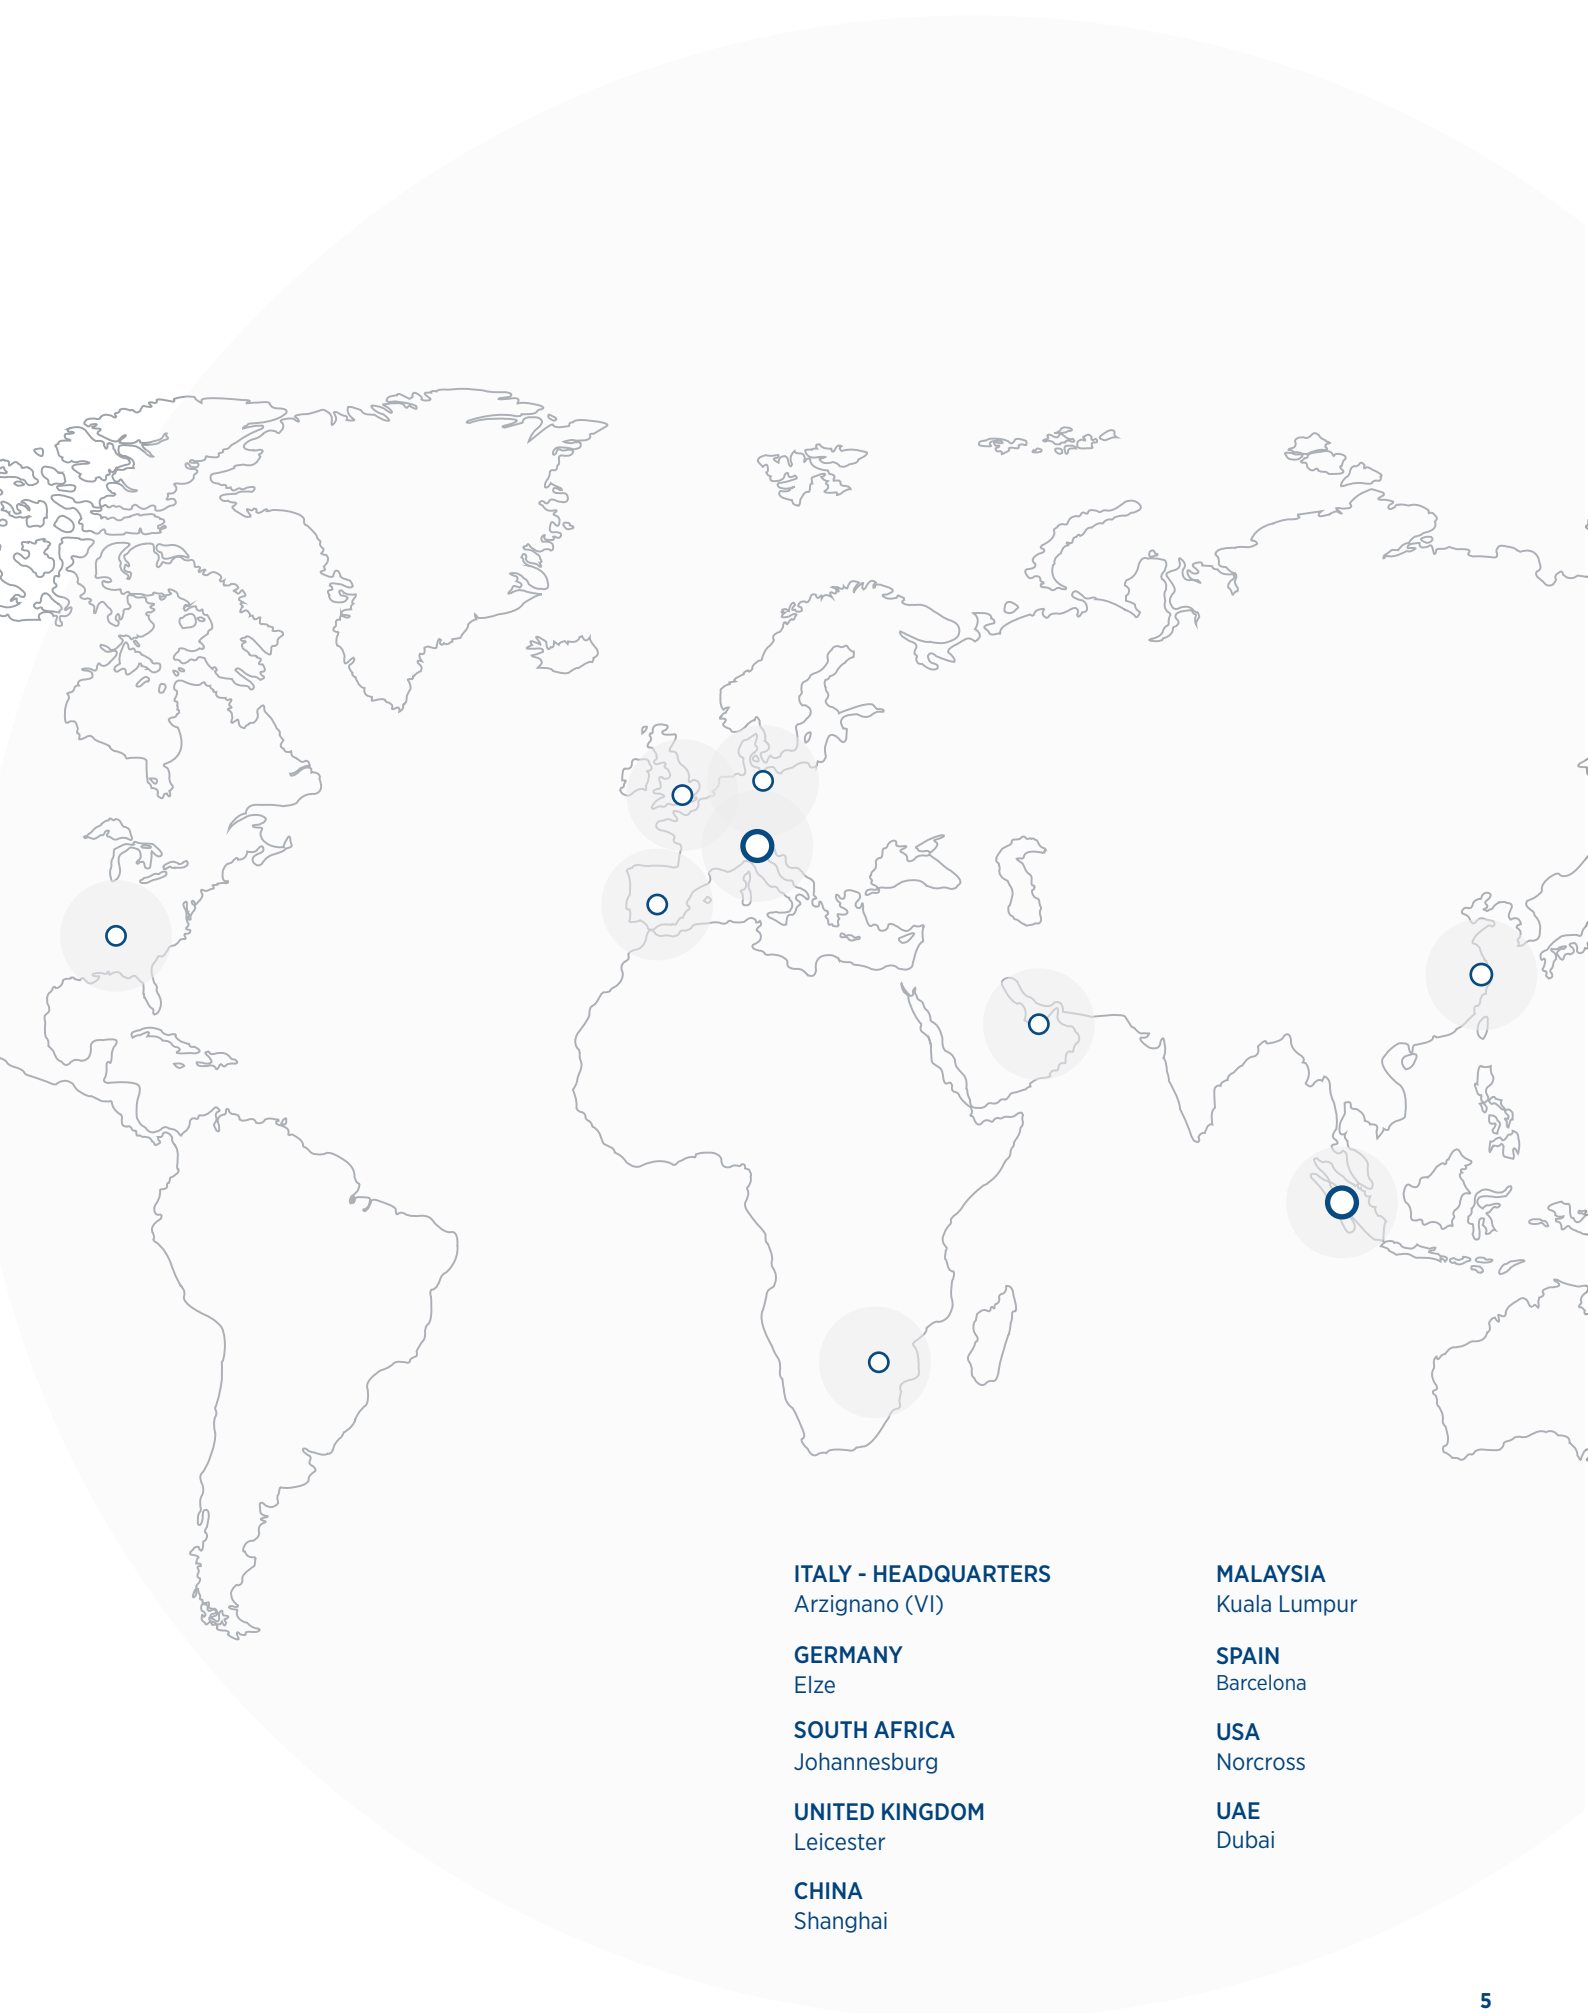 ITALY - HEADQUARTERS
Arzignano (VI)
GERMANY
Elze
SOUTH AFRICA
Johannesburg
UNITED KINGDOM
Leicester
CHINA
Shanghai
MALAYSIA
Kuala Lumpur
SPAIN
Barcelona
USA
Norcross
UAE
Dubai
5